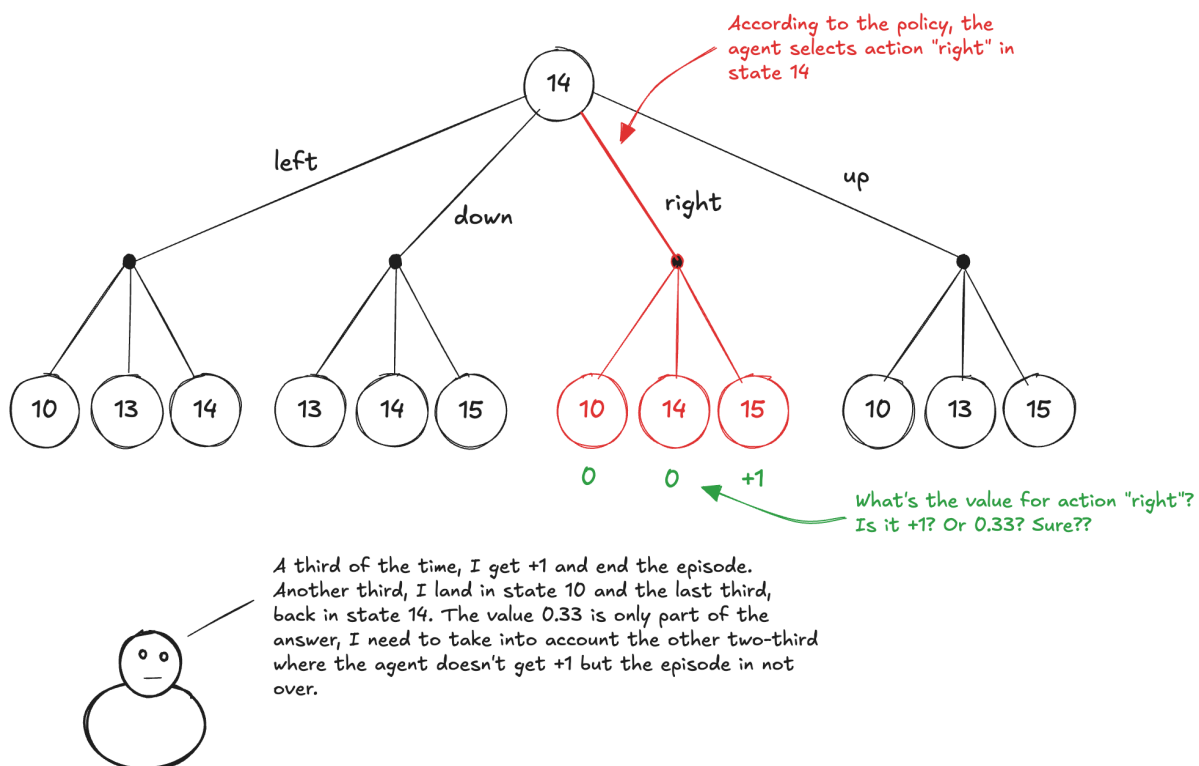 According to the policy, the
agent selects action "right" in
state 14
14
left
down
right
up
10
13
14
13
14
15
10
14
15
10
13
15
0
0
+1
What's the value for action "right"?
Is it +1? Or 0.33? Sure??
A third of the time, I get +1 and end the episode.
Another third, I land in state 10 and the last third,
back in state 14. The value 0.33 is only part of the
answer, I need to take into account the other two-third
where the agent doesn't get +1 but the episode in not
over.